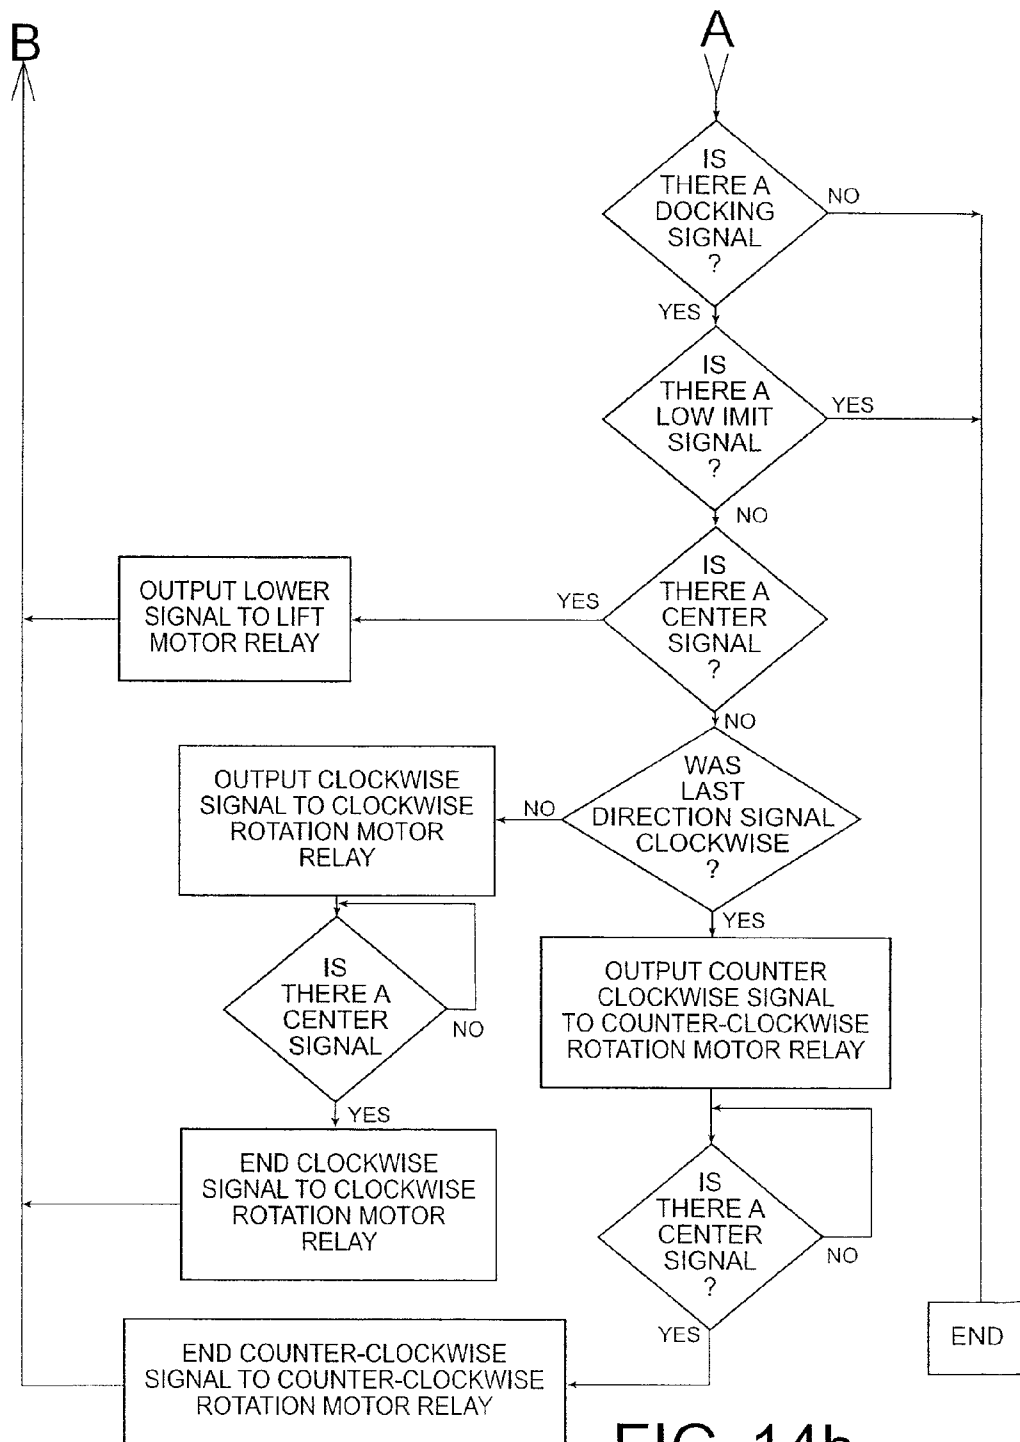 B
A
IS
THERE A
DOCKING
SIGNAL
?
NO
YES
IS
THERE A
LOW IMIT
SIGNAL
?
YES
NO
IS
THERE A
CENTER
SIGNAL
?
YES
OUTPUT LOWER
SIGNAL TO LIFT
MOTOR RELAY
NO
WAS
LAST
DIRECTION SIGNAL
CLOCKWISE
?
NO
OUTPUT CLOCKWISE
SIGNAL TO CLOCKWISE
ROTATION MOTOR
RELAY
YES
IS
THERE A
CENTER
SIGNAL
NO
OUTPUT COUNTER
CLOCKWISE SIGNAL
TO COUNTER-CLOCKWISE
ROTATION MOTOR RELAY
YES
END CLOCKWISE
SIGNAL TO CLOCKWISE
ROTATION MOTOR
RELAY
IS
THERE A
CENTER
SIGNAL
?
NO
YES
END
END COUNTER-CLOCKWISE
SIGNAL TO COUNTER-CLOCKWISE
ROTATION MOTOR RELAY
FIG. 14b